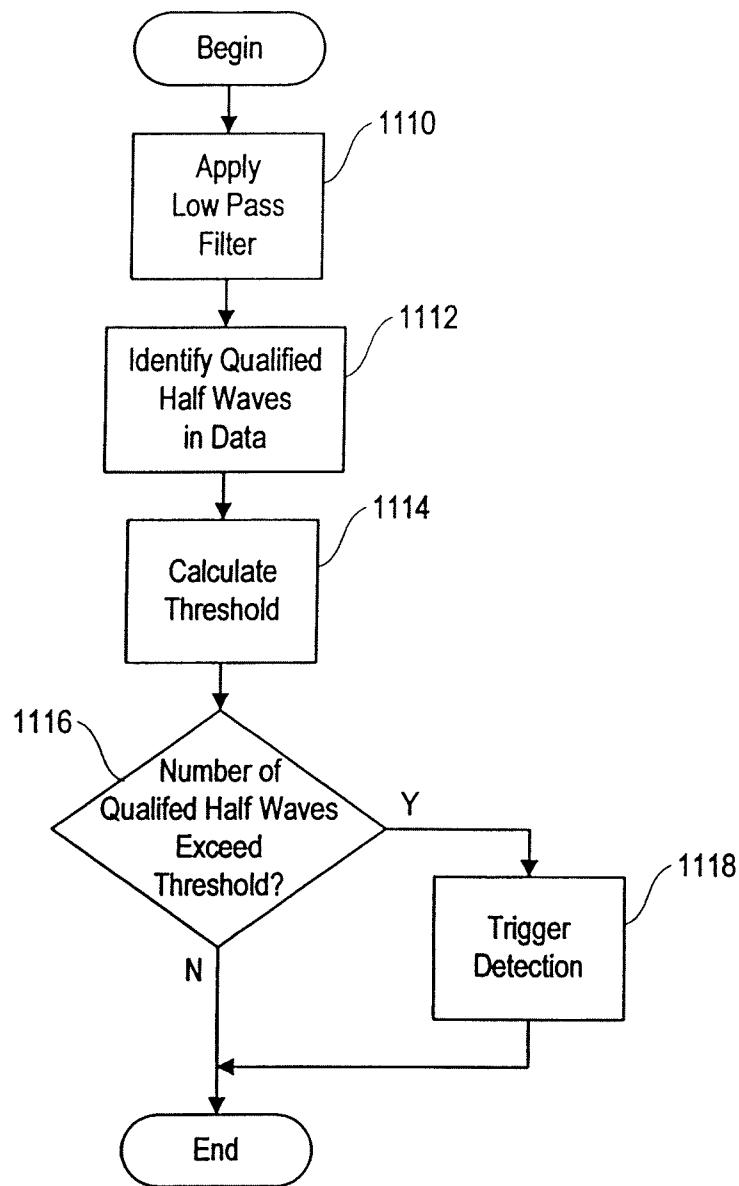 Begin
1110
Apply
Low Pass
Filter
1112
Identify Qualified
Half Waves
in Data
1114
Calculate
Threshold
1116
Number of
Qualifed Half Waves
Exceed
Threshold?
Y
1118
Trigger
Detection
N
End